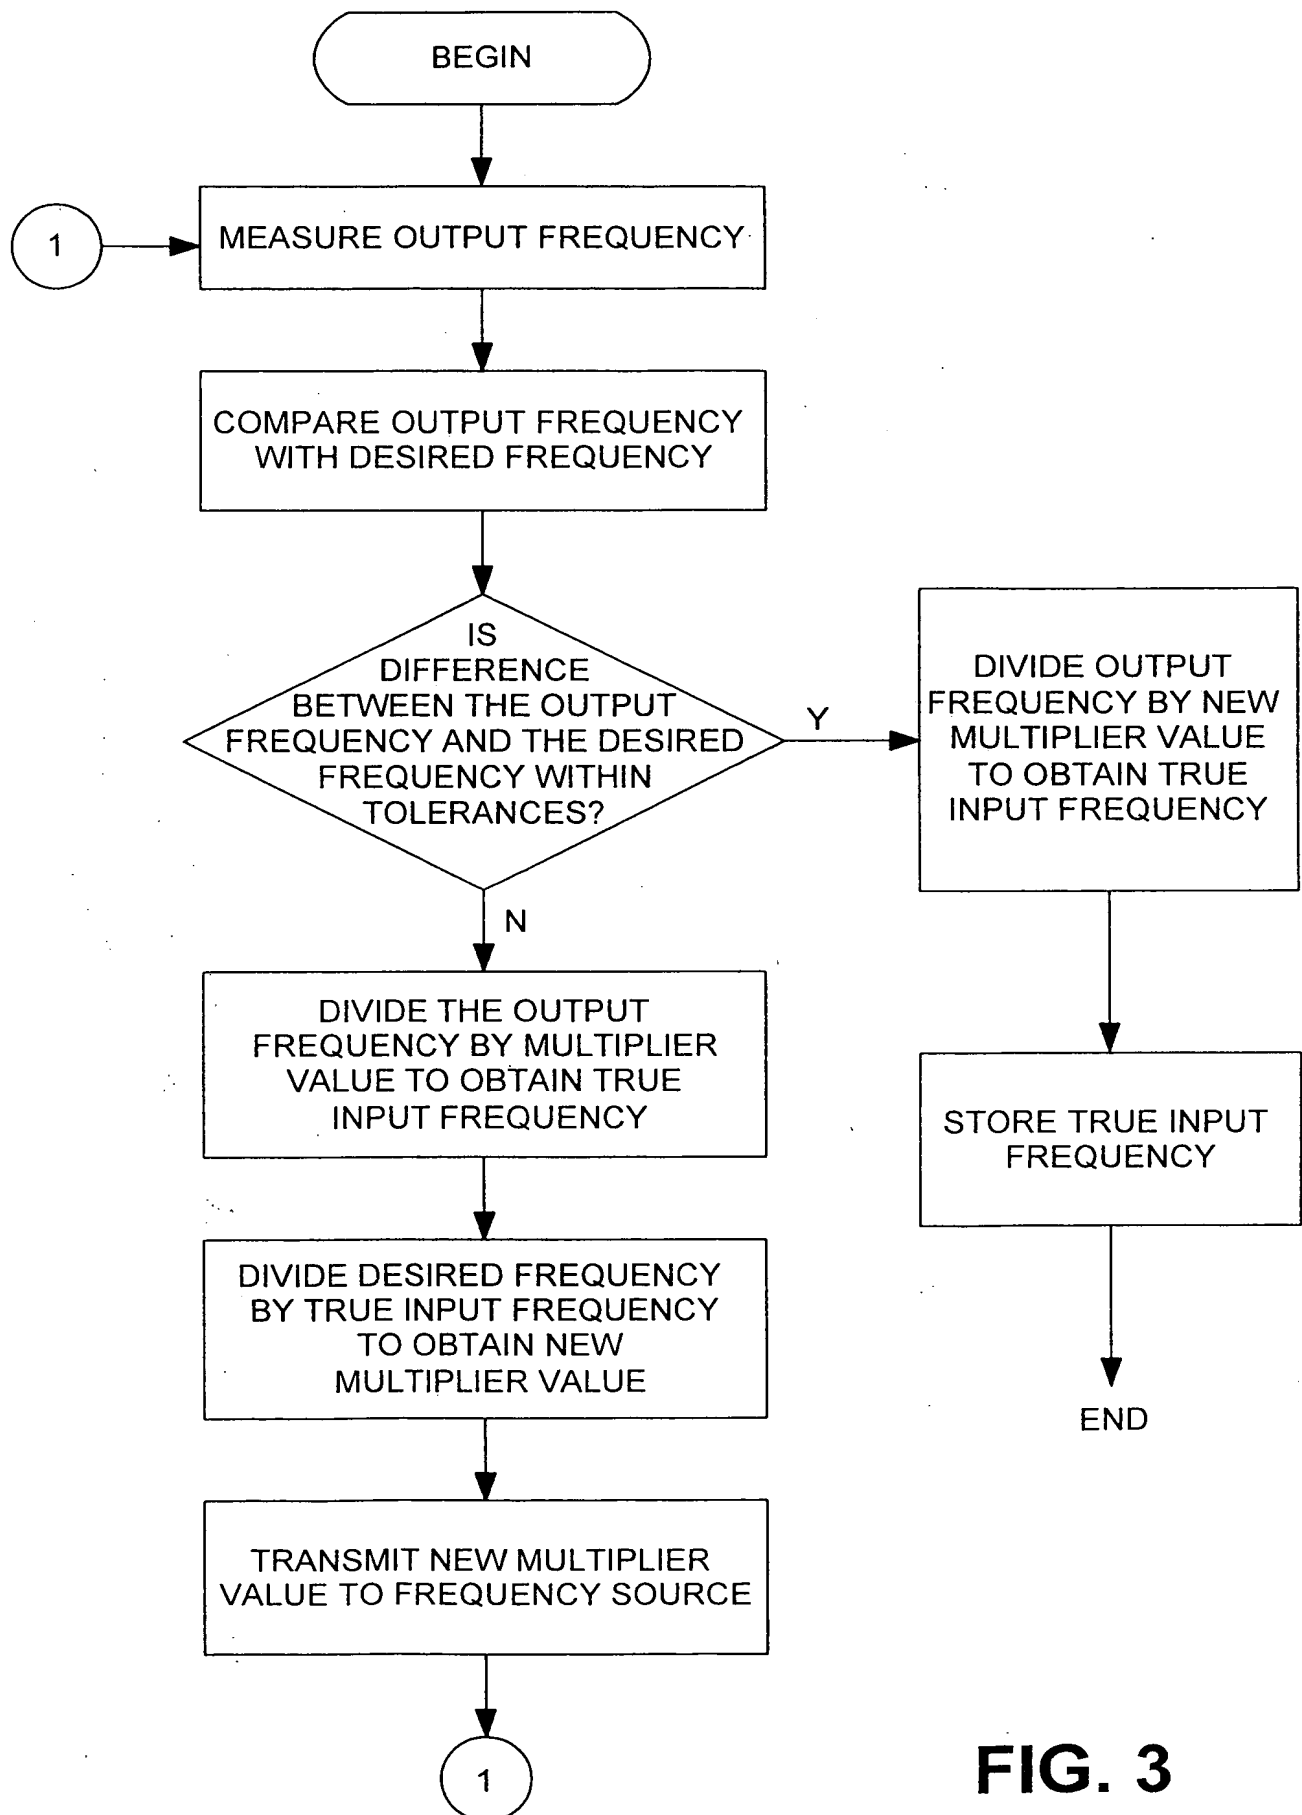 BEGIN
1
MEASURE OUTPUT FREQUENCY
COMPARE OUTPUT FREQUENCY
WITH DESIRED FREQUENCY
IS
DIFFERENCE
BETWEEN THE OUTPUT
FREQUENCY AND THE DESIRED
FREQUENCY WITHIN
TOLERANCES?
Y
DIVIDE OUTPUT
FREQUENCY BY NEW
MULTIPLIER VALUE
TO OBTAIN TRUE
INPUT FREQUENCY
N
DIVIDE THE OUTPUT
FREQUENCY BY MULTIPLIER
VALUE TO OBTAIN TRUE
INPUT FREQUENCY
STORE TRUE INPUT
FREQUENCY
DIVIDE DESIRED FREQUENCY
BY TRUE INPUT FREQUENCY
TO OBTAIN NEW
MULTIPLIER VALUE
END
TRANSMIT NEW MULTIPLIER
VALUE TO FREQUENCY SOURCE
1
FIG. 3